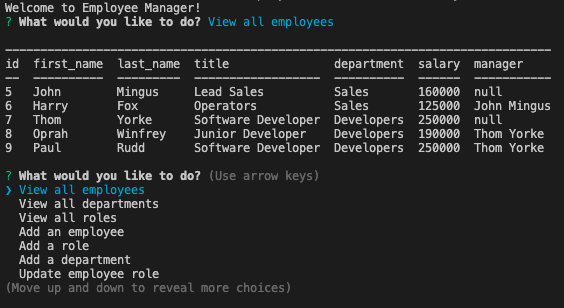 Welcome to Employee Manager!
? What would you like to do? View all employees
id first_name last_name title department salary manager
5 John Mingus Lead Sales Sales 160000 null
6 Harry Fox Operators Sales 125000 John Mingus
7 Thom Yorke Software Developer Developers 250000 null
8 Oprah Winfrey Junior Developer Developers 190000 Thom Yorke
9 Paul Rudd Software Developer Developers 250000 Thom Yorke
? What would you like to do? (Use arrow keys)
❯ View all employees
View all departments
View all roles
Add an employee
Add a role
Add a department
Update employee role
(Move up and down to reveal more choices)